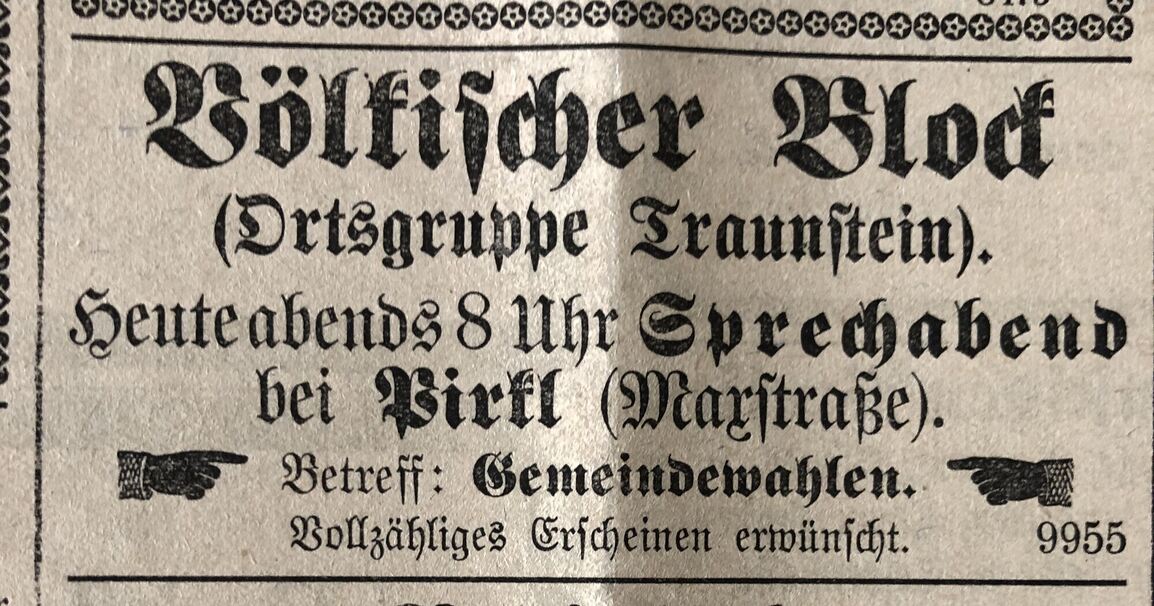 Völkischer Block
(Ortsgruppe Traunstein).
Heute abends 8 Uhr Sprechabend
bei Pirkl (Maxstraße).
Betreff: Gemeindewahlen.
Vollzähliges Erscheinen erwünscht. 9955